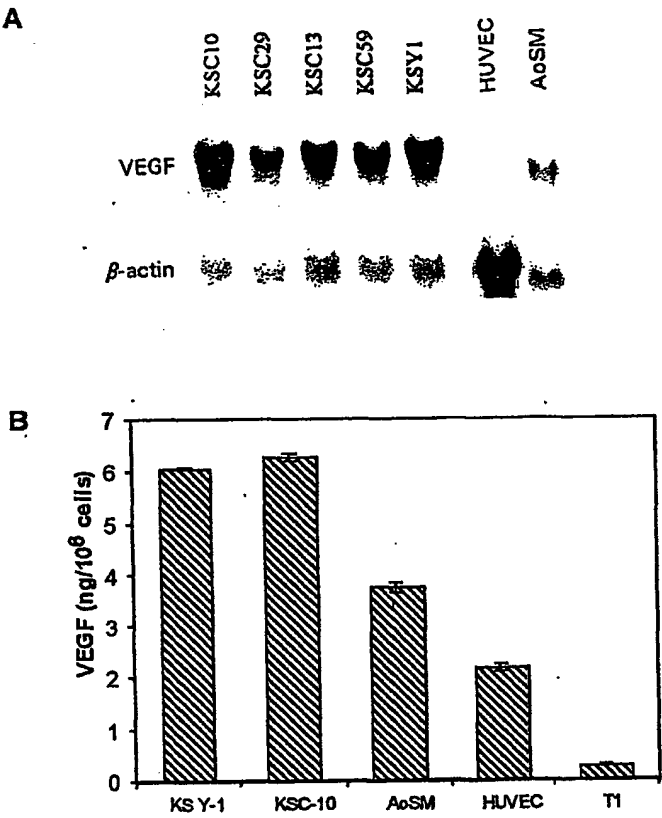 A
KSC10
KSC29
KSC13
KSC59
KSY1
HUVEC
AoSM
VEGF
β-actin
B
VEGF (ng/10⁶ cells)
7
6
5
4
3
2
1
0
KS Y-1
KSC-10
AoSM
HUVEC
T1